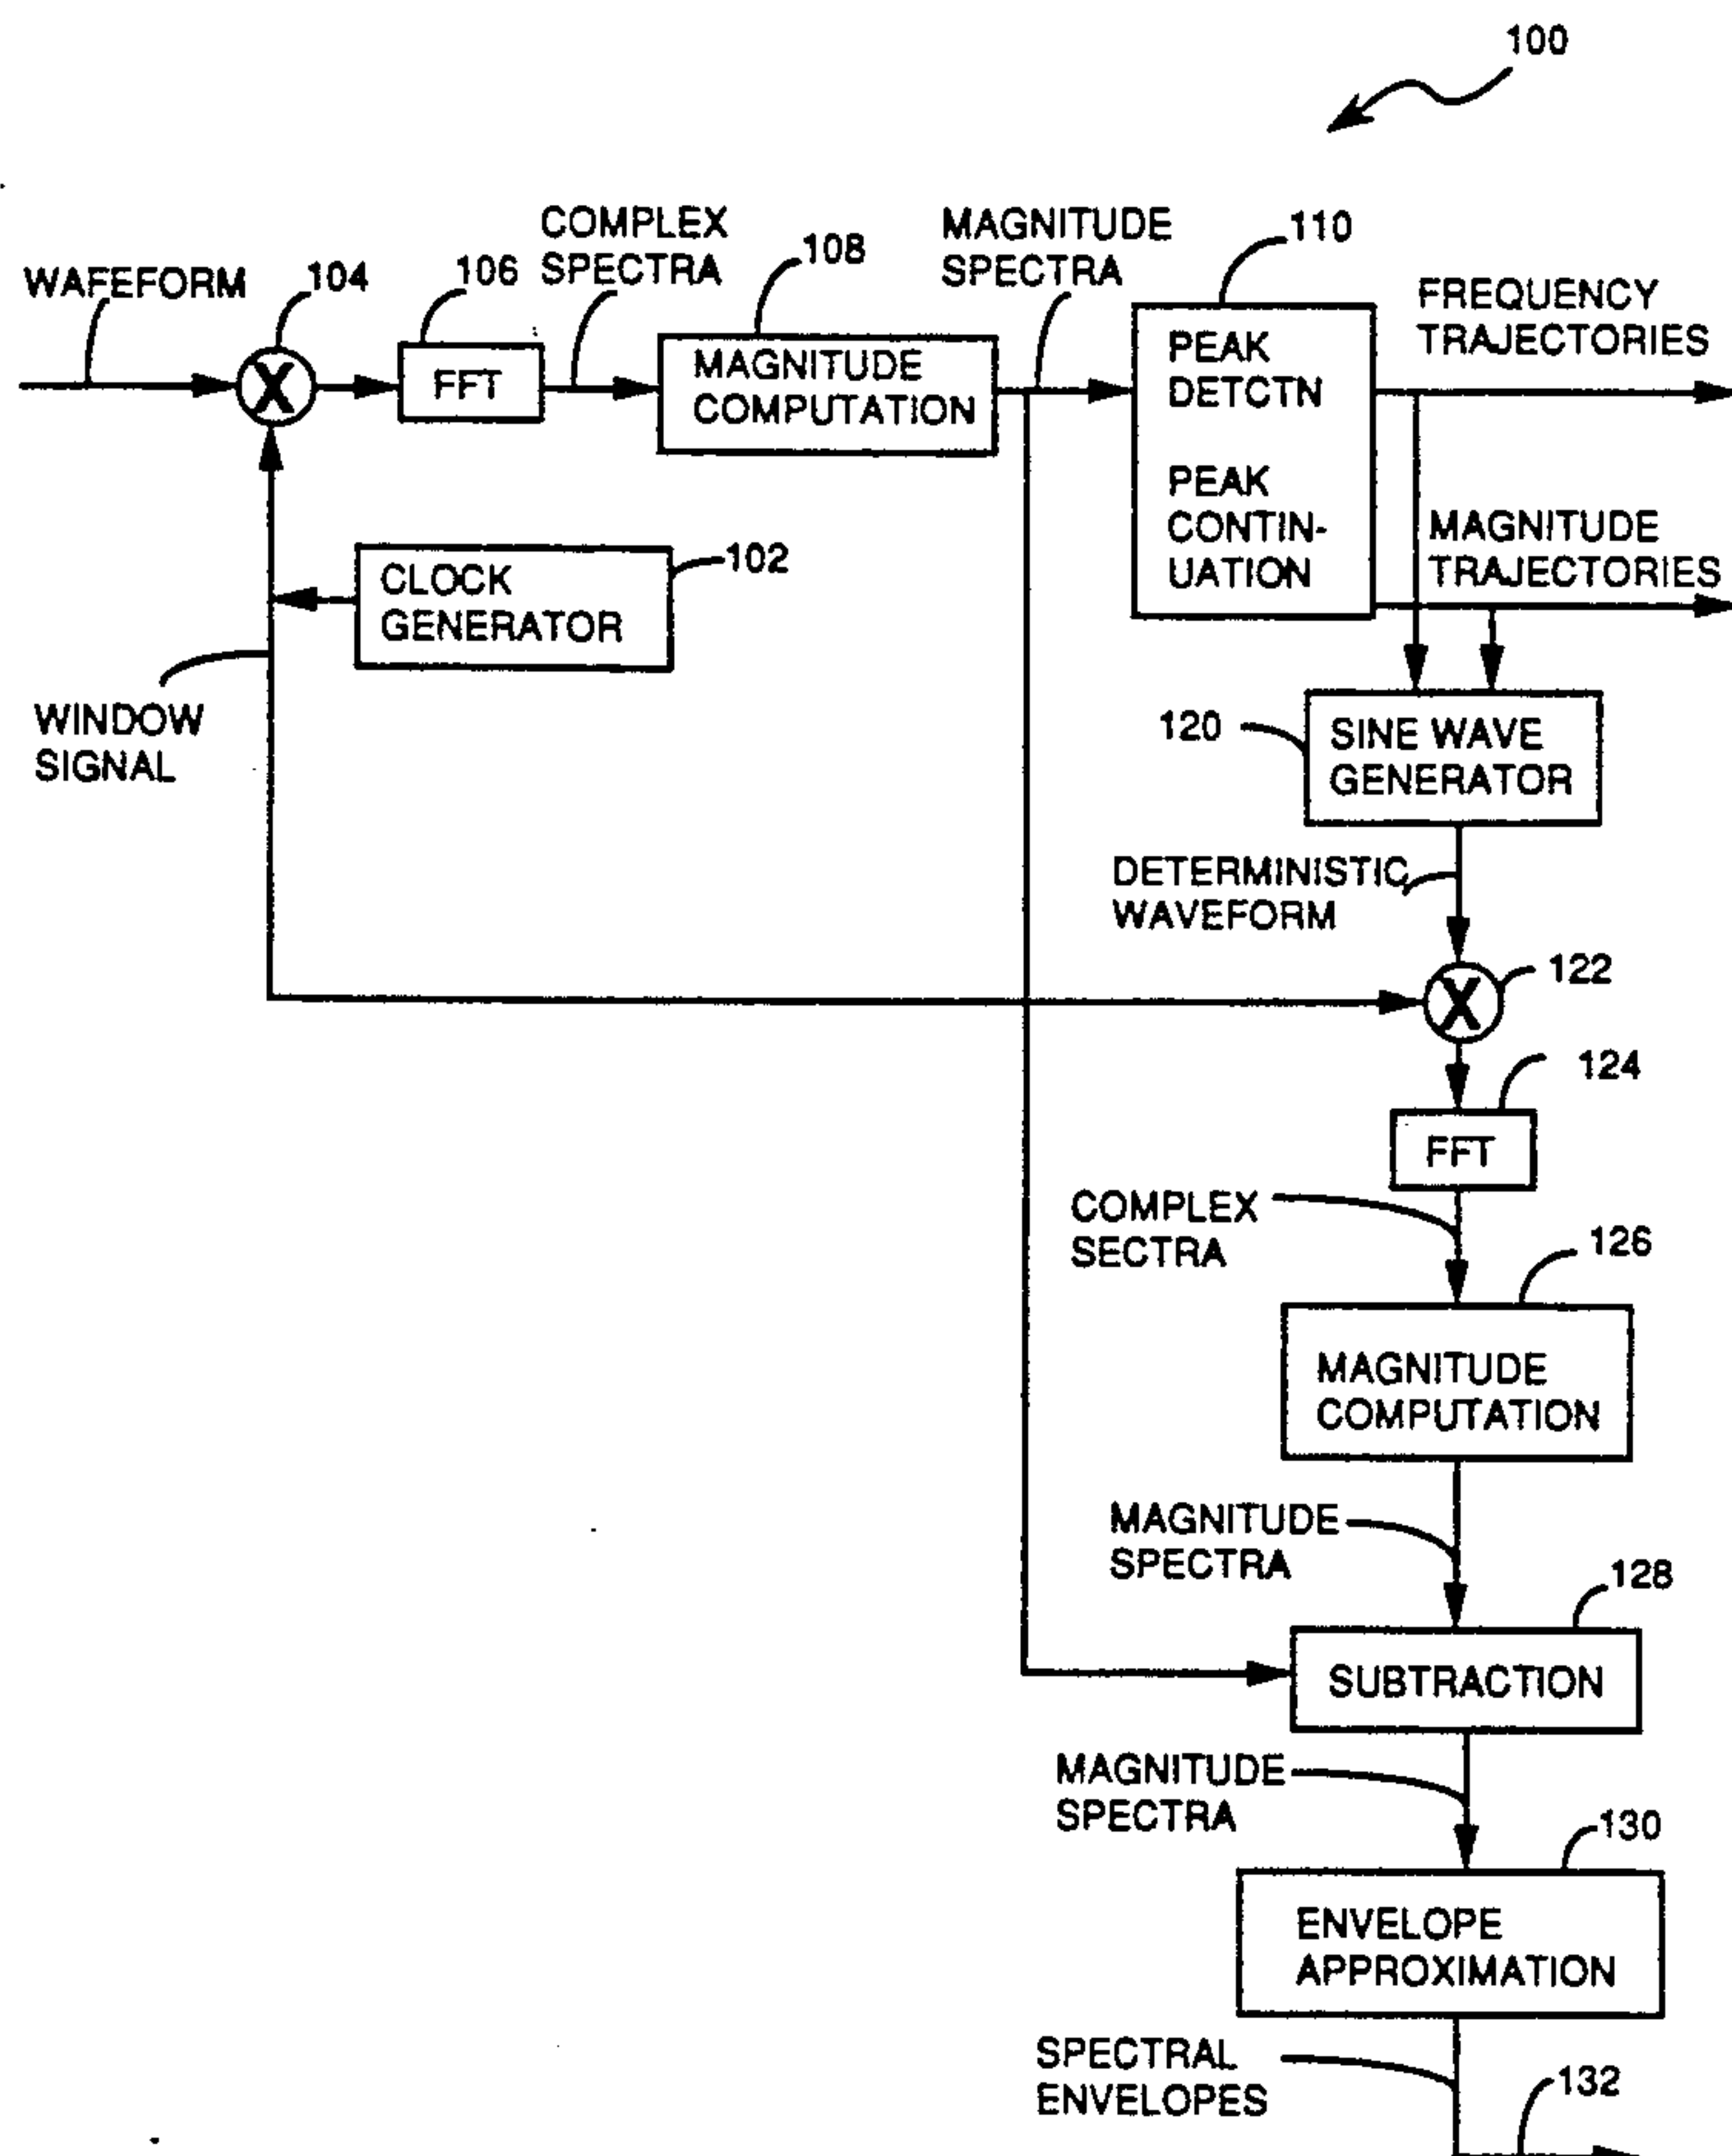 100
COMPLEX
SPECTRA
MAGNITUDE
SPECTRA
WAFEFORM
104
106
108
110
FREQUENCY
TRAJECTORIES
X
FFT
MAGNITUDE
COMPUTATION
PEAK
DETCTN
PEAK
CONTIN-
UATION
MAGNITUDE
TRAJECTORIES
CLOCK
GENERATOR
102
WINDOW
SIGNAL
120
SINE WAVE
GENERATOR
DETERMINISTIC
WAVEFORM
X
122
124
FFT
COMPLEX
SECTRA
126
MAGNITUDE
COMPUTATION
MAGNITUDE
SPECTRA
128
SUBTRACTION
MAGNITUDE
SPECTRA
130
ENVELOPE
APPROXIMATION
SPECTRAL
ENVELOPES
132